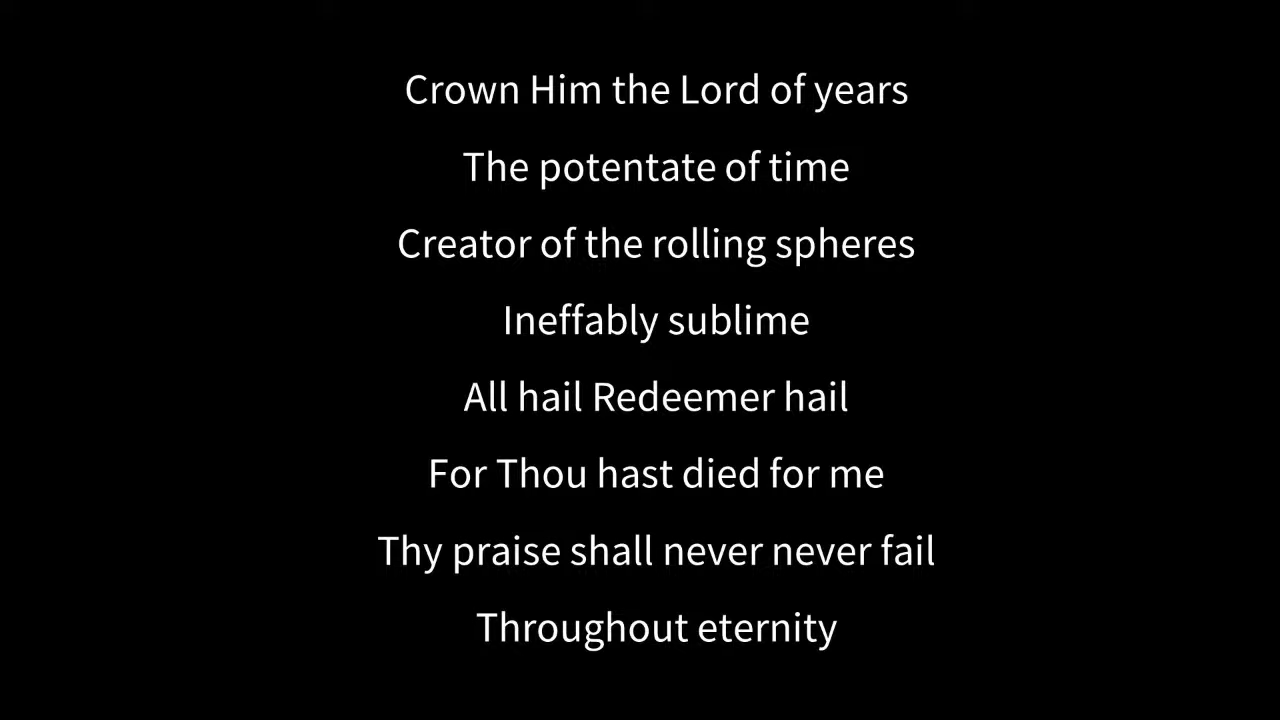 Crown Him the Lord of years
The potentate of time
Creator of the rolling spheres
Ineffably sublime
All hail Redeemer hail
For Thou hast died for me
Thy praise shall never never fail
Throughout eternity